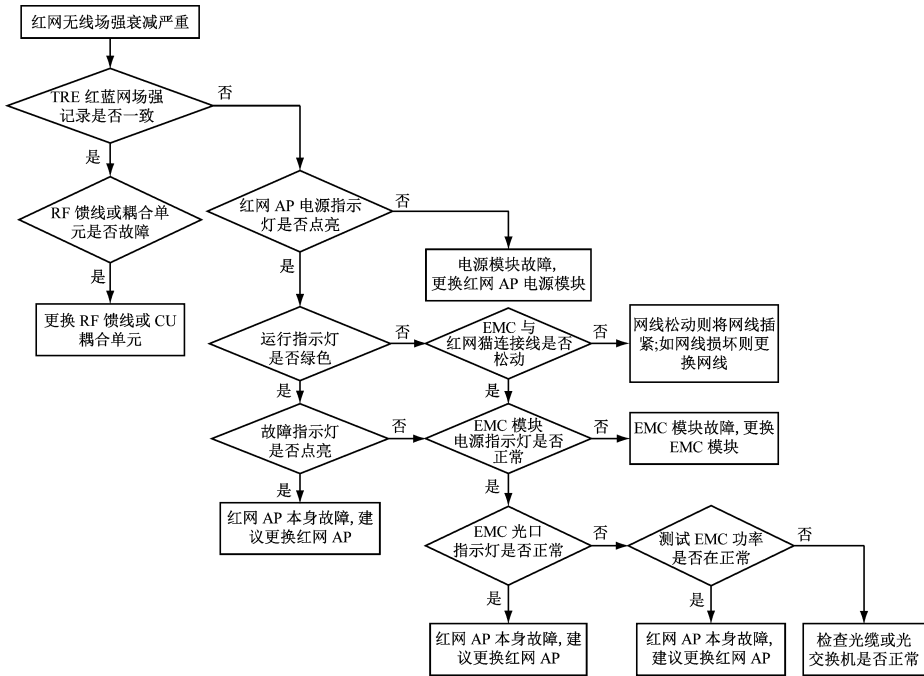 红网无线场强衰减严重
TRE 红蓝网场强
记录是否一致
否
是
RF 馈线或耦合单
元是否故障
是
更换 RF 馈线或 CU
耦合单元
红网 AP 电源指示
灯是否点亮
否
是
电源模块故障,
更换红网 AP 电源模块
运行指示灯
是否绿色
否
是
EMC 与
红网猫连接线是否
松动
否
是
网线松动则将网线插
紧;如网线损坏则更
换网线
故障指示灯
是否点亮
否
是
EMC 模块
电源指示灯是否
正常
否
是
EMC 模块故障, 更换
EMC 模块
红网 AP 本身故障, 建
议更换红网 AP
EMC 光口
指示灯是否正常
否
是
测试 EMC 功率
是否在正常
否
是
红网 AP 本身故障, 建
议更换红网 AP
红网 AP 本身故障,
建议更换红网 AP
检查光缆或光
交换机是否正常